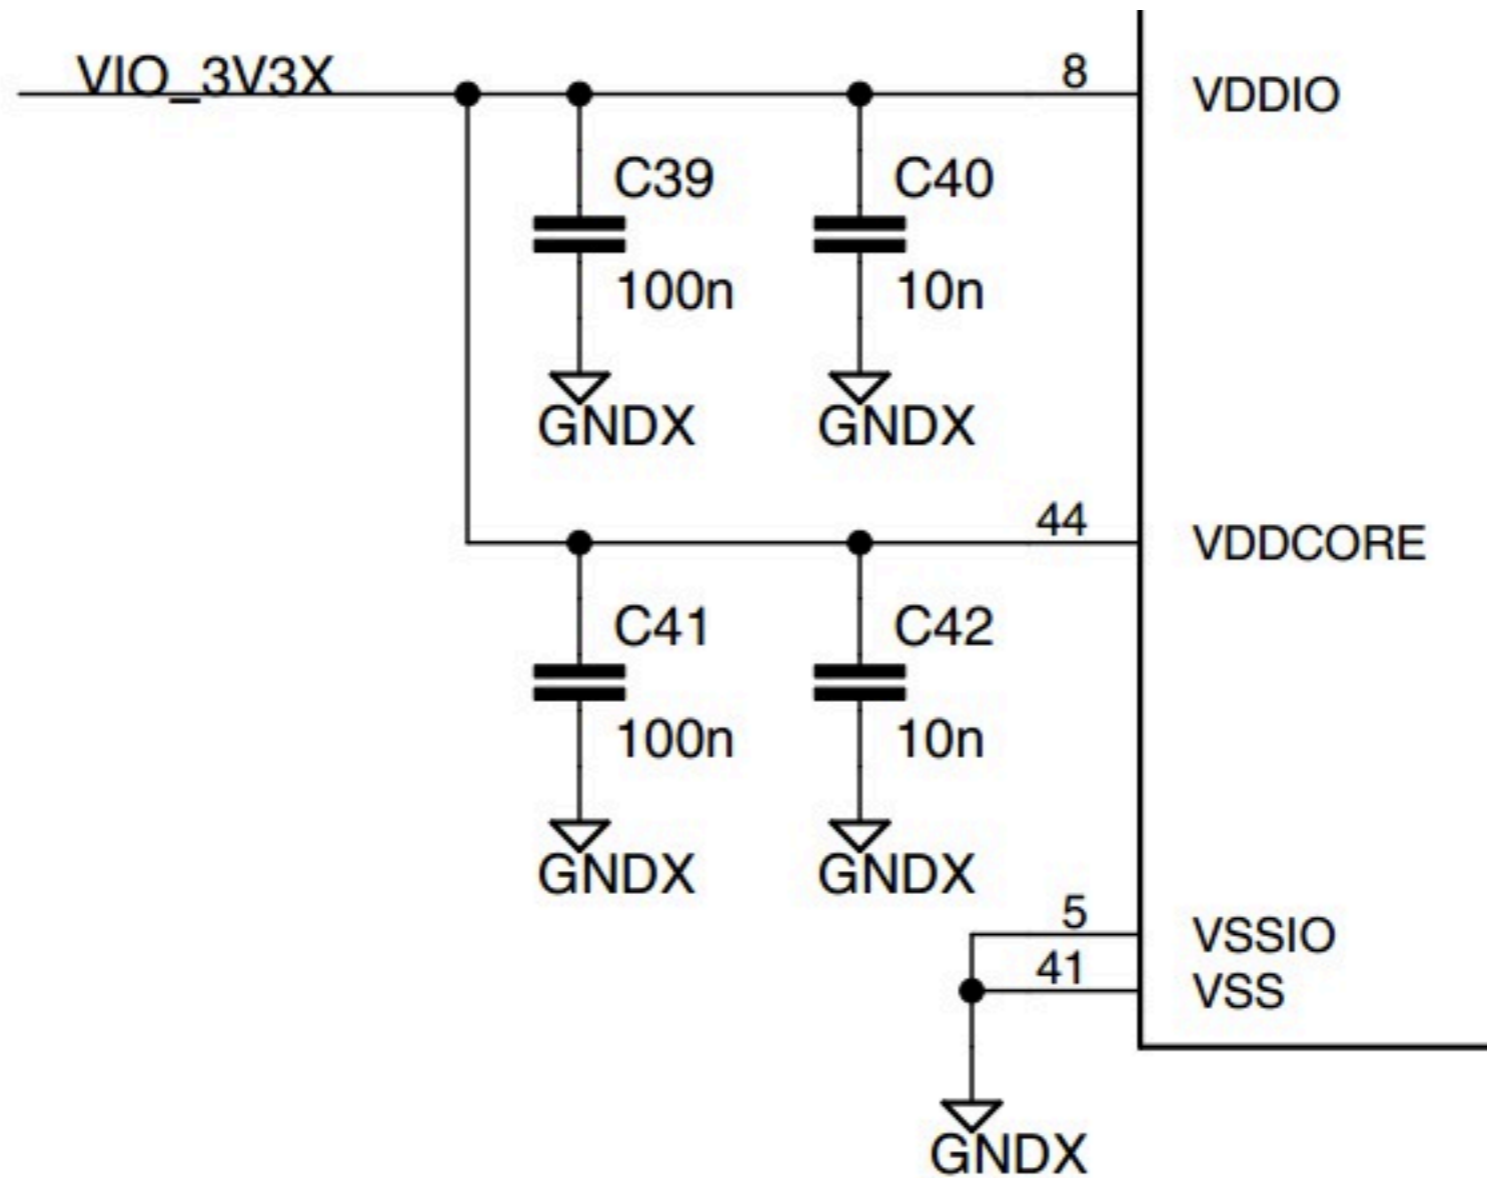 VIO_3V3X
8
VDDIO
C39
C40
100n
10n
GNDX
GNDX
44
VDDCORE
C41
C42
100n
10n
GNDX
GNDX
5
VSSIO
41
VSS
GNDX